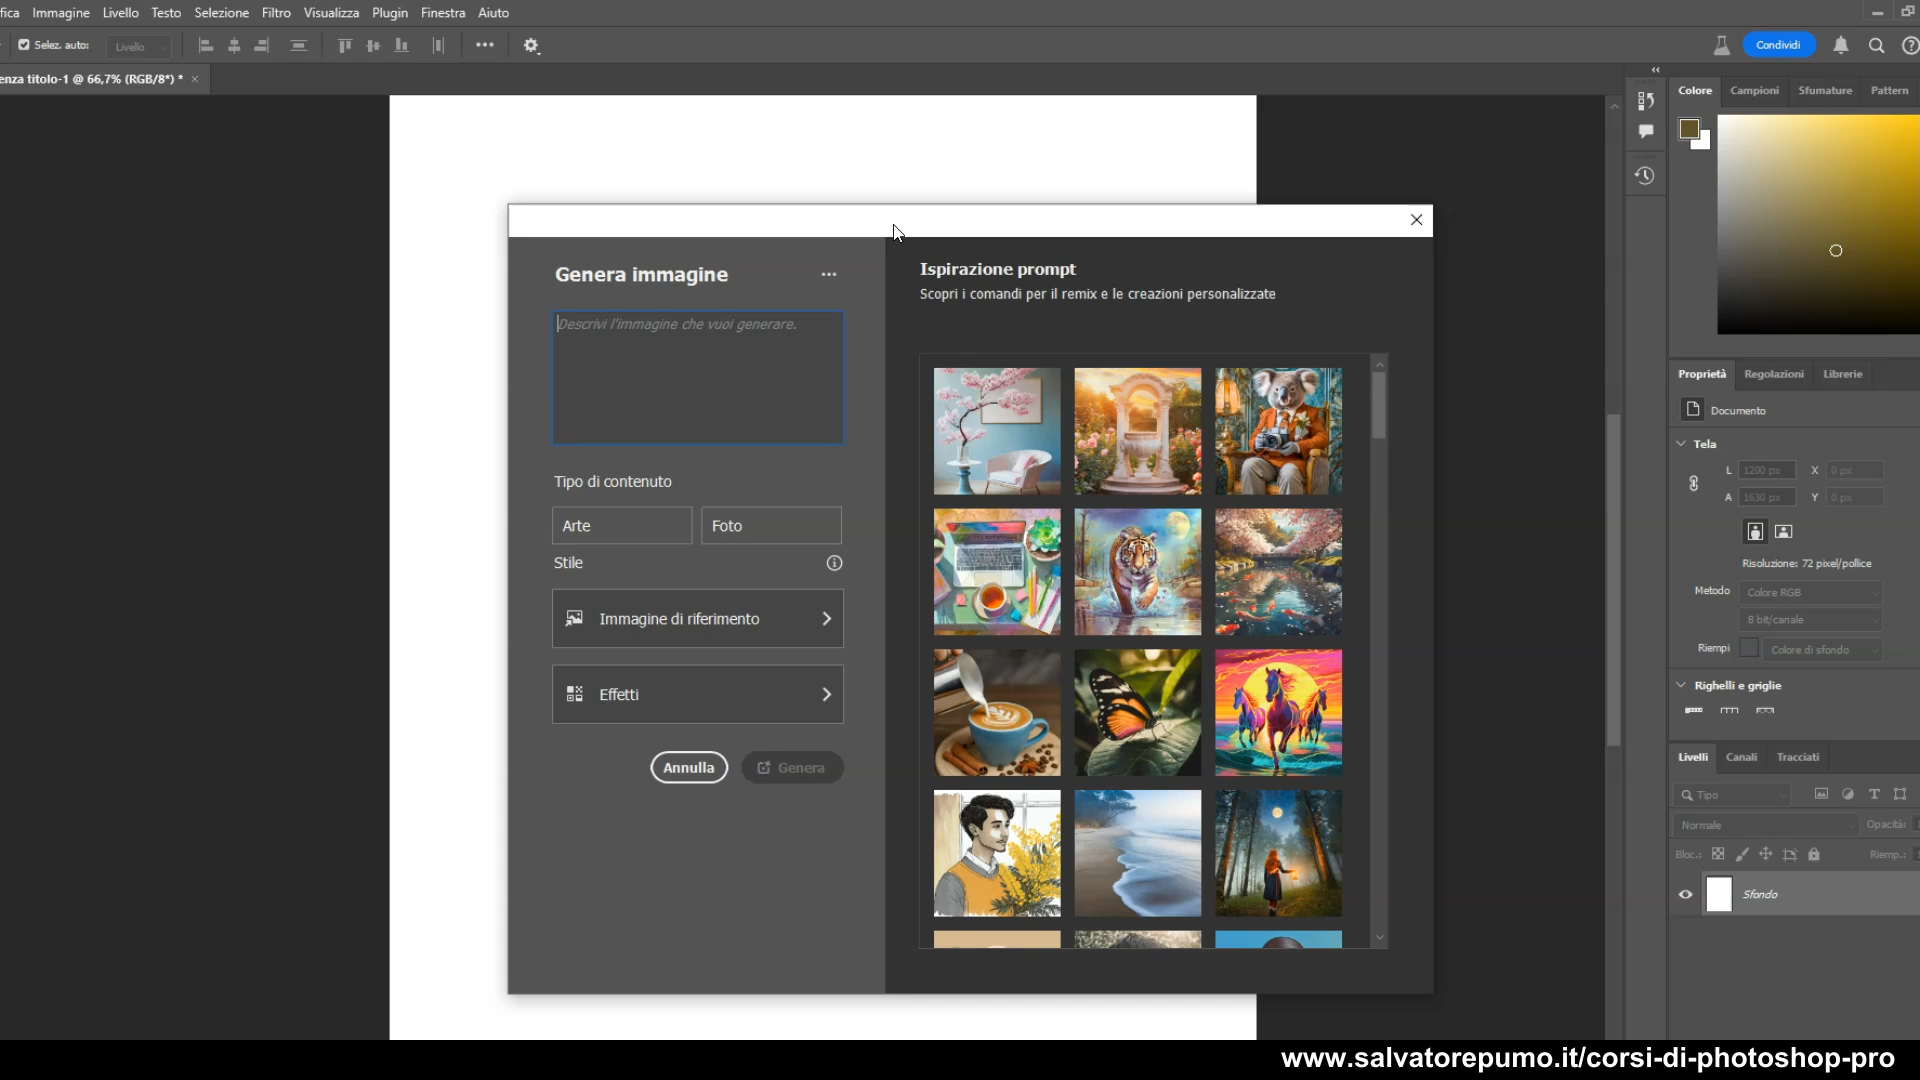 fica Immagine Livello Testo Selezione Filtro Visualizza Plugin Finestra Aiuto
Selez. auto: Livello
Condividi
enza titolo-1 @ 66,7% (RGB/8*) *
Colore Campioni Sfumature Pattern
Genera immagine
Descrivi l'immagine che vuoi generare.
Tipo di contenuto
Arte Foto
Stile
Immagine di riferimento
Effetti
Annulla Genera
Ispirazione prompt
Scopri i comandi per il remix e le creazioni personalizzate
Proprietà Regolazioni Librerie
Documento
Tela
L 1200 px X 0 px
A 1630 px Y 0 px
Risoluzione: 72 pixel/pollice
Metodo Colore RGB
8 bit/canale
Riempi Colore di sfondo
Righelli e griglie
Livelli Canali Tracciati
Tipo
Normale Opacità: 1
Bloc.: Riemp.: 1
Sfondo
www.salvatorepumo.it/corsi-di-photoshop-pro